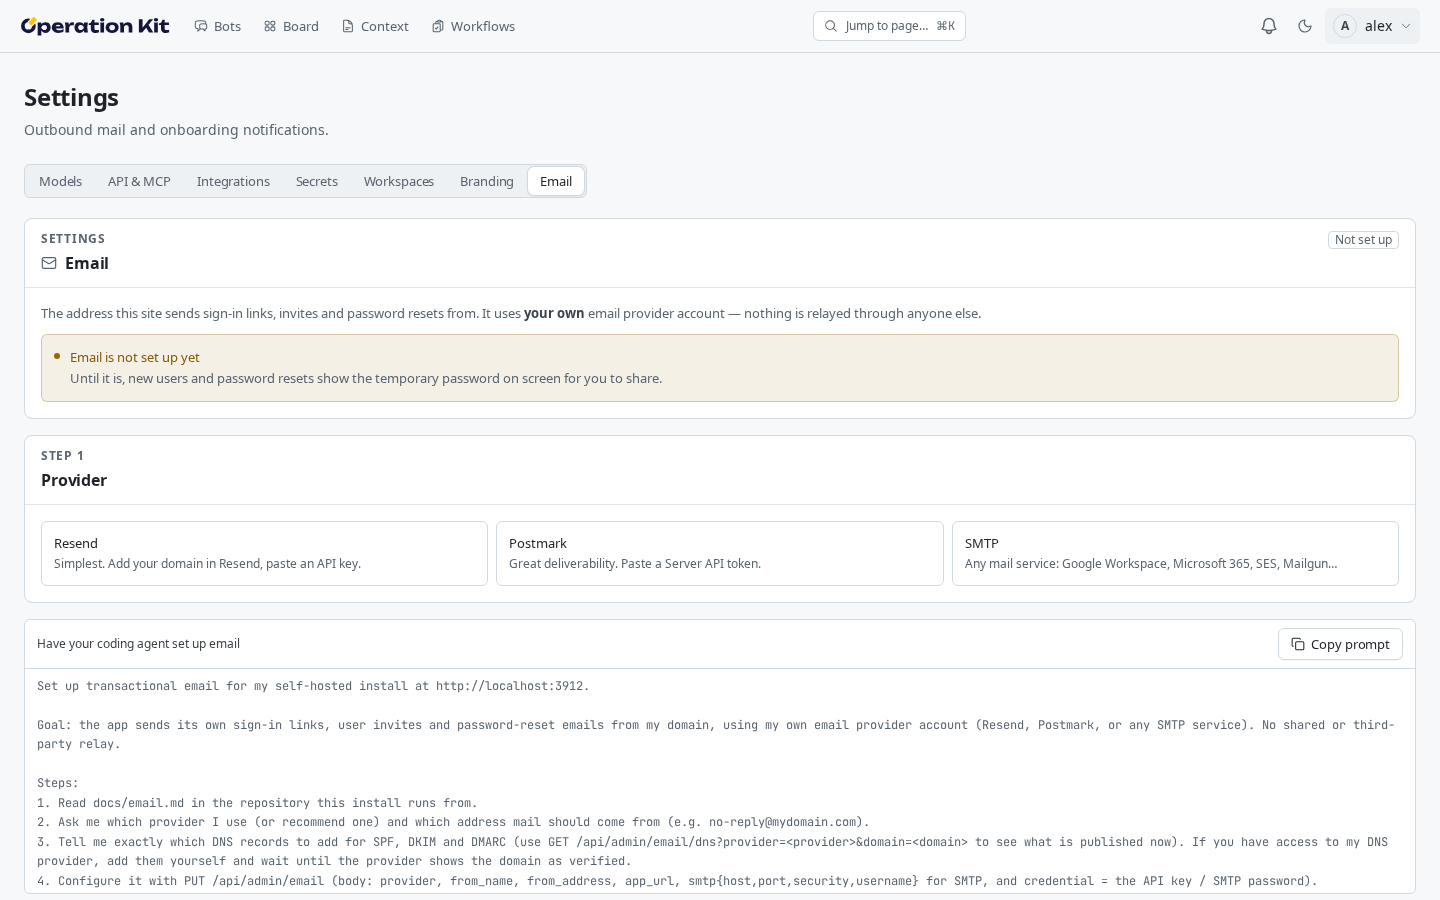 Operation Kit
Bots
Board
Context
Workflows
Jump to page... ⌘K
A
alex
Settings
Outbound mail and onboarding notifications.
Models
API & MCP
Integrations
Secrets
Workspaces
Branding
Email
SETTINGS
Not set up
Email
The address this site sends sign-in links, invites and password resets from. It uses your own email provider account — nothing is relayed through anyone else.
Email is not set up yet
Until it is, new users and password resets show the temporary password on screen for you to share.
STEP 1
Provider
Resend
Simplest. Add your domain in Resend, paste an API key.
Postmark
Great deliverability. Paste a Server API token.
SMTP
Any mail service: Google Workspace, Microsoft 365, SES, Mailgun...
Have your coding agent set up email
Copy prompt
Set up transactional email for my self-hosted install at http://localhost:3912.
Goal: the app sends its own sign-in links, user invites and password-reset emails from my domain, using my own email provider account (Resend, Postmark, or any SMTP service). No shared or third-
party relay.
Steps:
1. Read docs/email.md in the repository this install runs from.
2. Ask me which provider I use (or recommend one) and which address mail should come from (e.g. no-reply@mydomain.com).
3. Tell me exactly which DNS records to add for SPF, DKIM and DMARC (use GET /api/admin/email/dns?provider=<provider>&domain=<domain> to see what is published now). If you have access to my DNS
provider, add them yourself and wait until the provider shows the domain as verified.
4. Configure it with PUT /api/admin/email (body: provider, from_name, from_address, app_url, smtp{host,port,security,username} for SMTP, and credential = the API key / SMTP password).